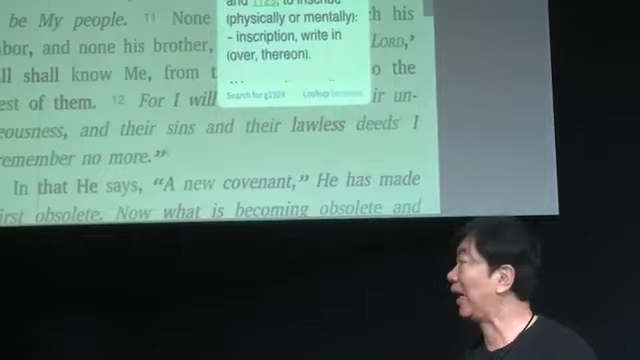 be My people. 11 None
h his
bor, and none his brother,
LORD,'
ll shall know Me, from t
o the
est of them. 12 For I will
ir un-
eousness, and their sins and their lawless deeds I
remember no more."
In that He says, "A new covenant," He has made
irst obsolete. Now what is becoming obsolete and
(physically or mentally):
– inscription, write in
(over, thereon).
Search for g1924